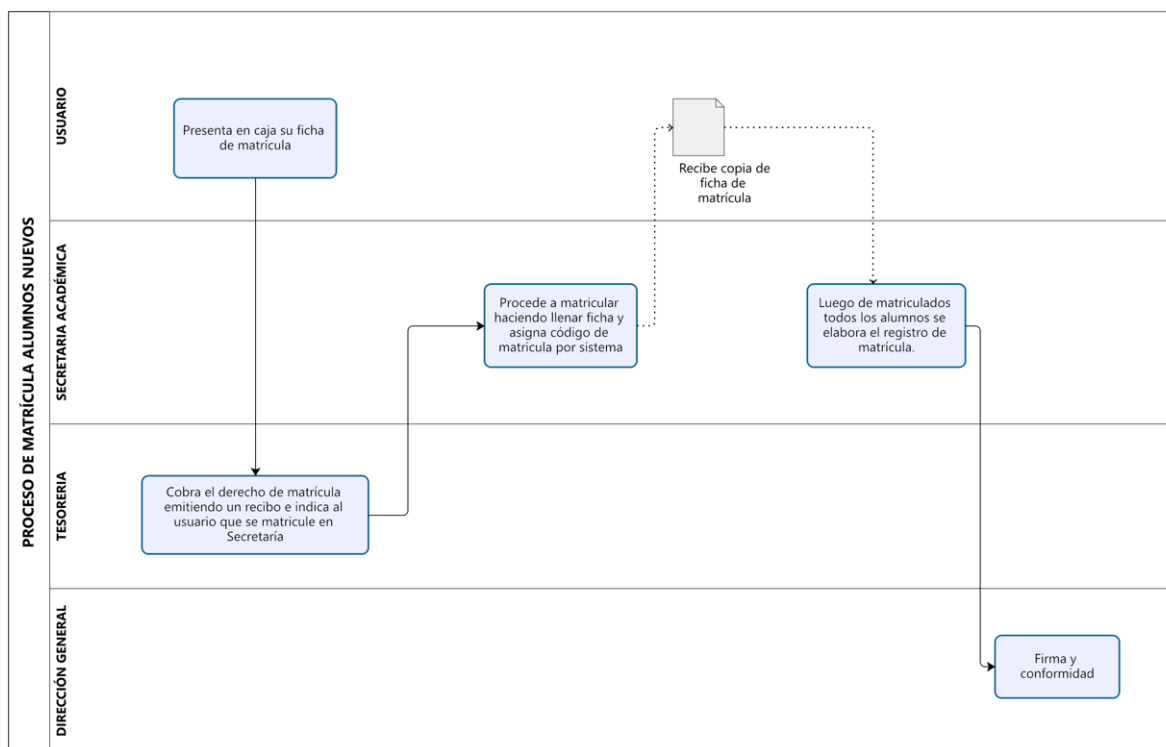 PROCESO DE MATRÍCULA ALUMNOS NUEVOS
USUARIO
Presenta en caja su ficha
de matrícula
Recibe copia de
ficha de
matrícula
SECRETARIA ACADÉMICA
Procede a matricular
haciendo llenar ficha y
asigna código de
matricula por sistema
Luego de matriculados
todos los alumnos se
elabora el registro de
matrícula.
TESORERIA
Cobra el derecho de matrícula
emitiendo un recibo e indica al
usuario que se matricule en
Secretaría
DIRECCIÓN GENERAL
Firma y
conformidad